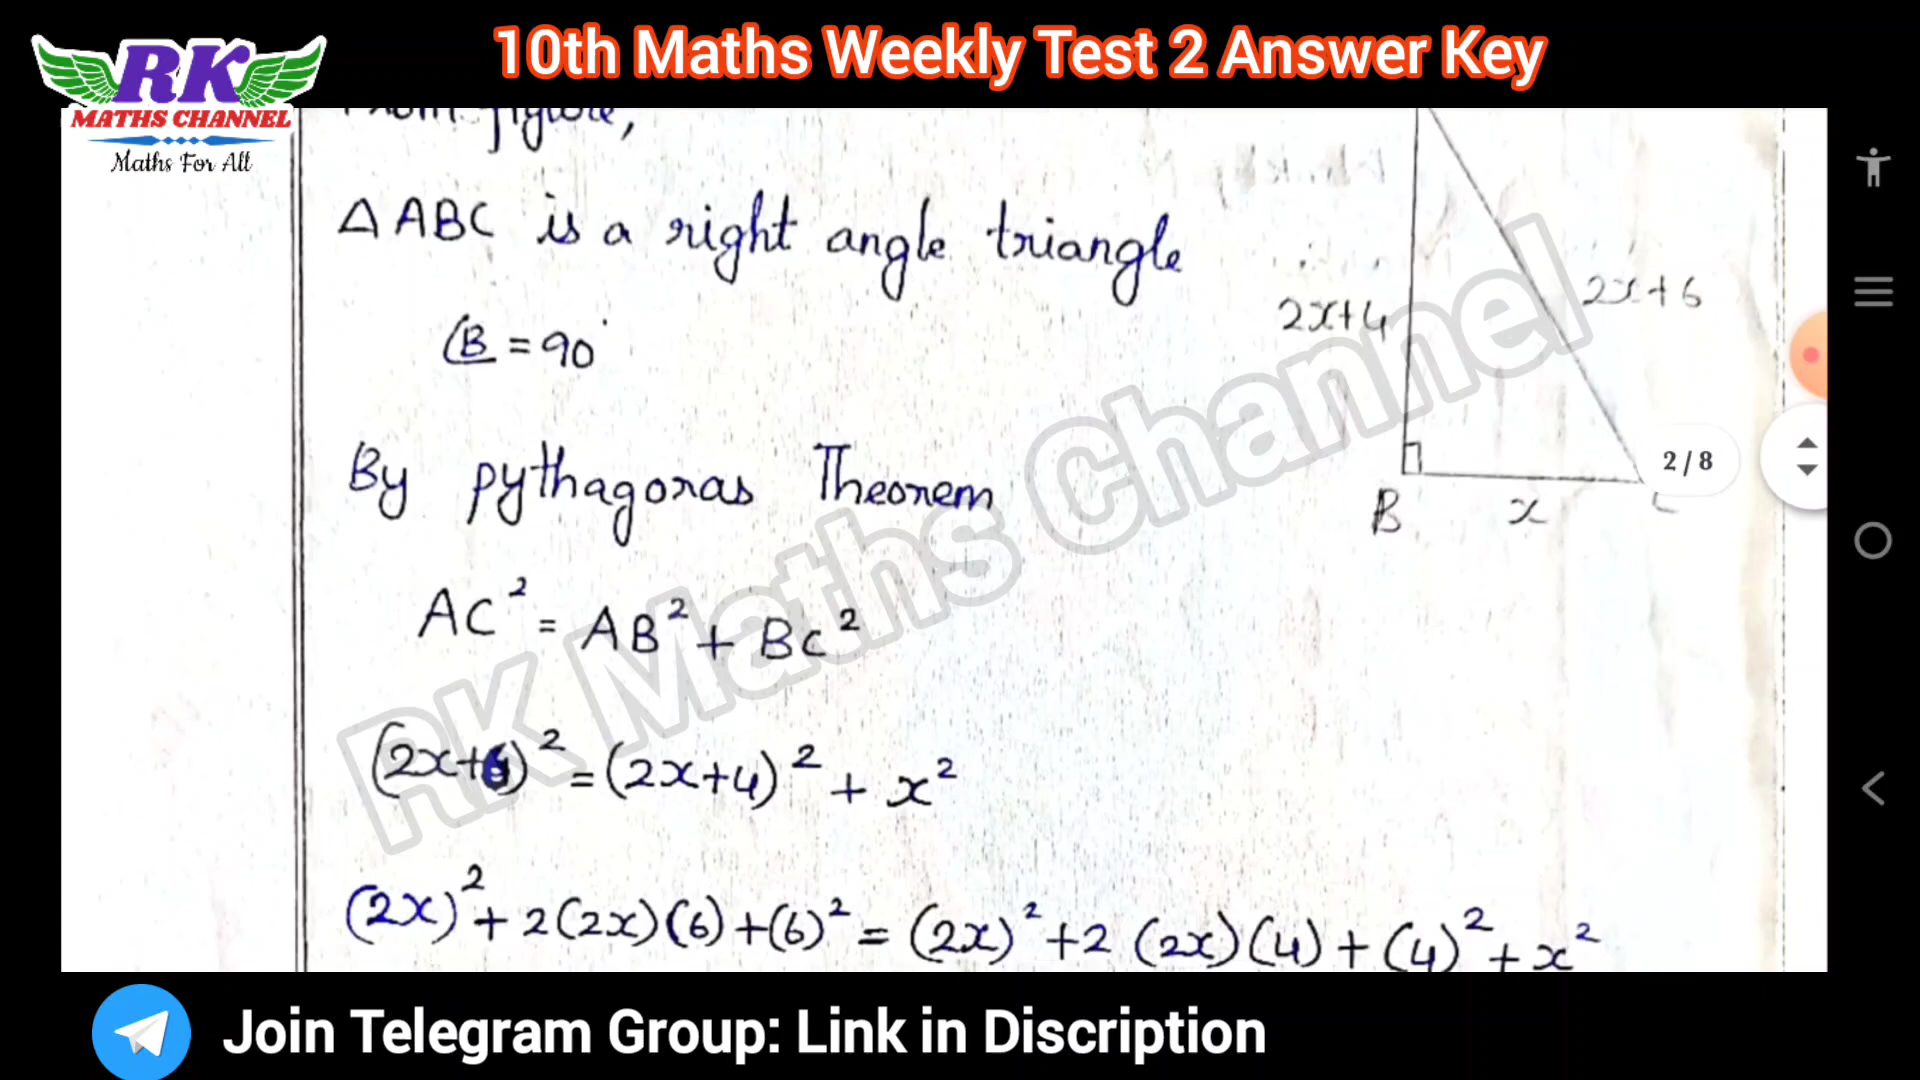 10th Maths Weekly Test 2 Answer Key
RK
MATHS CHANNEL
Maths For All
From figure,
△ABC is a right angle triangle
∠B = 90°
By pythagoras Theorem
AC² = AB² + BC²
(2x+6)² = (2x+4)² + x²
(2x)² + 2(2x)(6) + (6)² = (2x)² + 2 (2x)(4) + (4)² + x²
2x+4
2x+6
B
x
C
2/8
RK Maths Channel
Join Telegram Group: Link in Discription